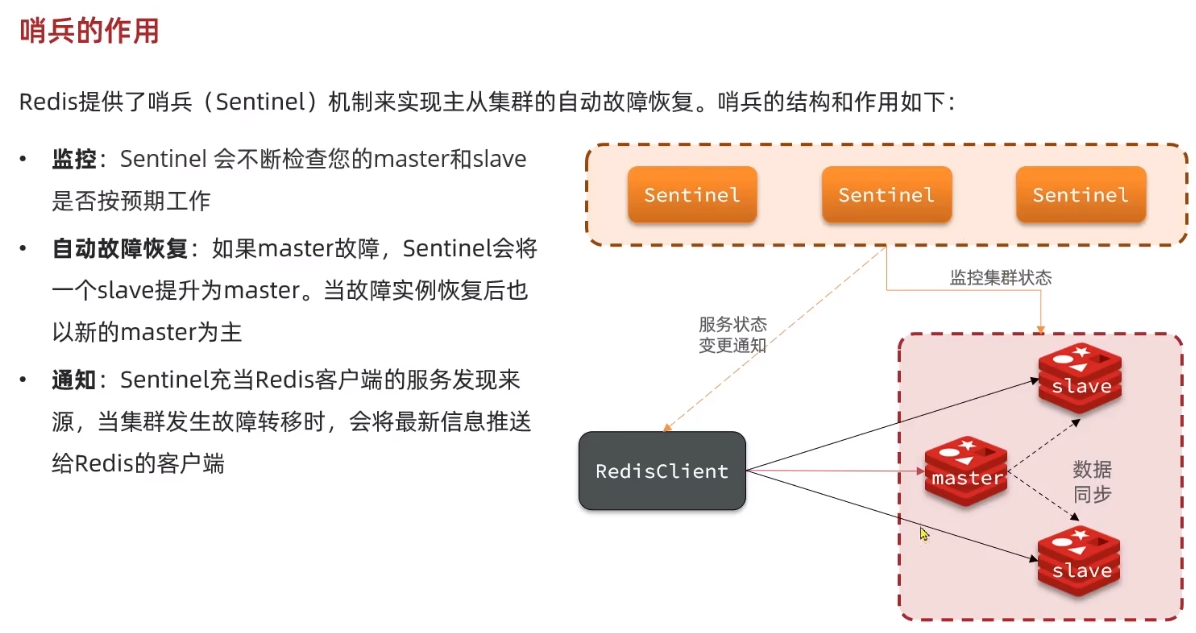 哨兵的作用
Redis提供了哨兵（Sentinel）机制来实现主从集群的自动故障恢复。哨兵的结构和作用如下：
• 监控：Sentinel 会不断检查您的master和slave
是否按预期工作
• 自动故障恢复：如果master故障，Sentinel会将
一个slave提升为master。当故障实例恢复后也
以新的master为主
• 通知：Sentinel充当Redis客户端的服务发现来
源，当集群发生故障转移时，会将最新信息推送
给Redis的客户端
Sentinel
Sentinel
Sentinel
监控集群状态
服务状态
变更通知
RedisClient
slave
master
数据
同步
slave